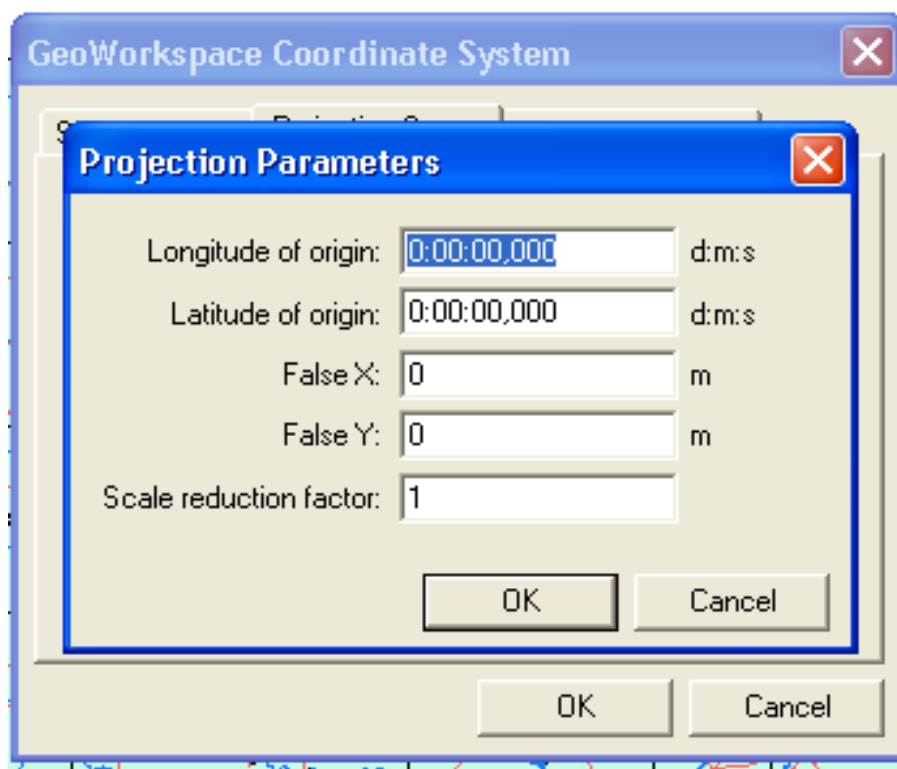 GeoWorkspace Coordinate System
Projection Parameters
Longitude of origin: 0:00:00,000 d:m:s
Latitude of origin: 0:00:00,000 d:m:s
False X: 0 m
False Y: 0 m
Scale reduction factor: 1
OK Cancel
OK Cancel